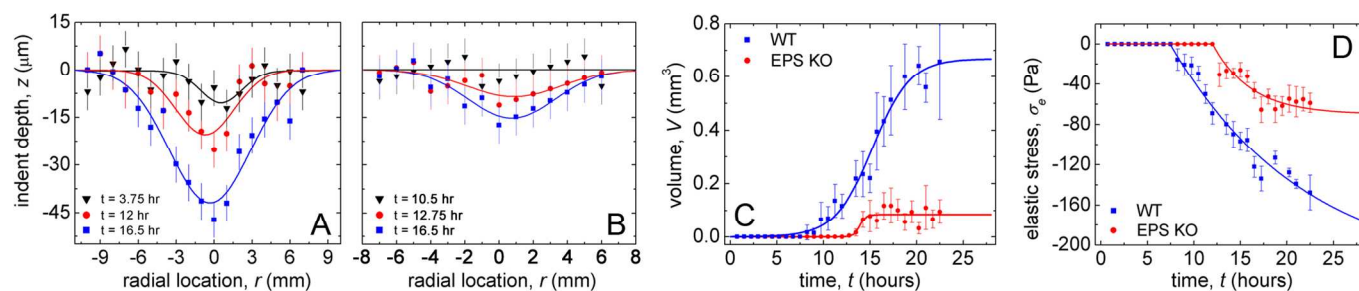 15
0
-15
-30
-45
indent depth, z (μm)
t = 3.75 hr
t = 12 hr
t = 16.5 hr
A
-9 -6 -3 0 3 6 9
radial location, r (mm)
t = 10.5 hr
t = 12.75 hr
t = 16.5 hr
B
-8 -6 -4 -2 0 2 4 6 8
radial location, r (mm)
0.8
0.6
0.4
0.2
0.0
volume, V (mm³)
WT
EPS KO
C
0 5 10 15 20 25
time, t (hours)
0
-40
-80
-120
-160
-200
elastic stress, σe (Pa)
D
WT
EPS KO
0 5 10 15 20 25
time, t (hours)